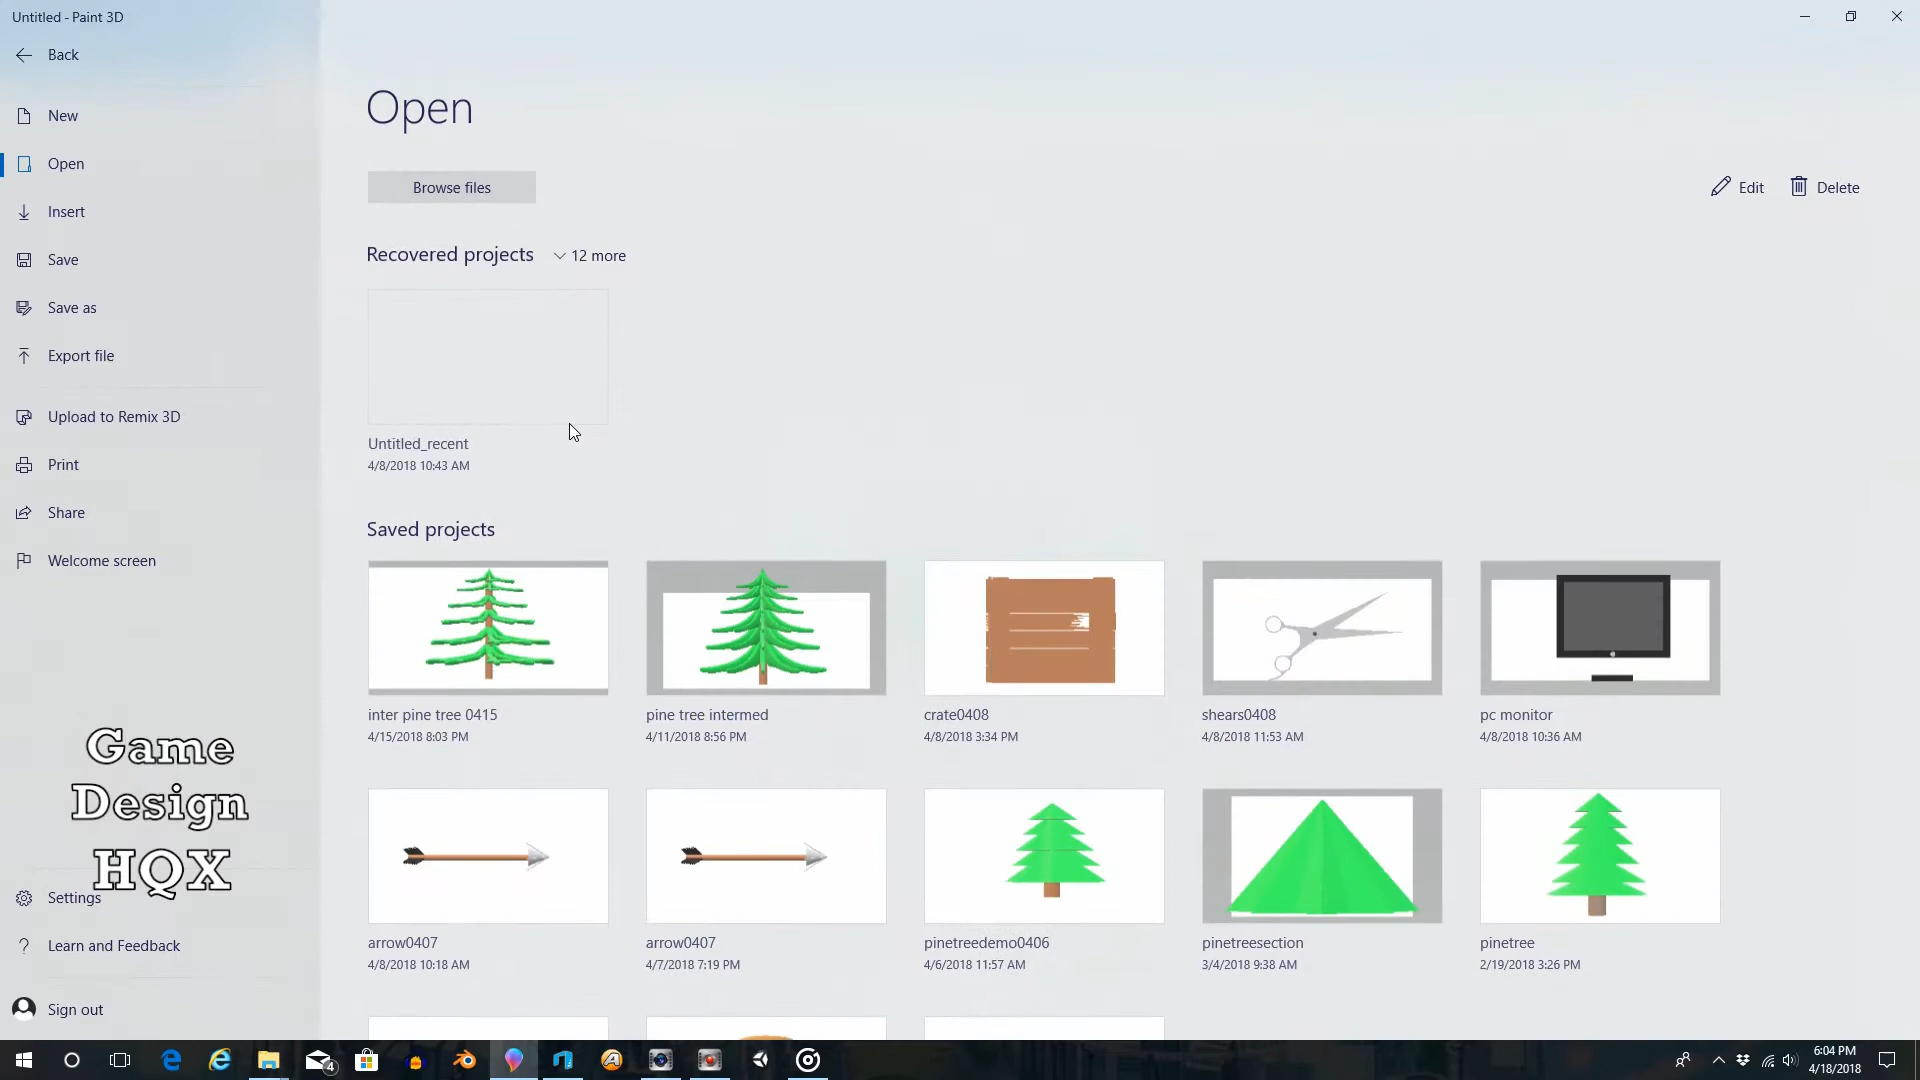 Untitled - Paint 3D
Back
New
Open
Insert
Save
Save as
Export file
Upload to Remix 3D
Print
Share
Welcome screen
Game
Design
HQX
Settings
Learn and Feedback
Sign out
Open
Browse files
Edit
Delete
Recovered projects
12 more
Untitled_recent
4/8/2018 10:43 AM
Saved projects
inter pine tree 0415
4/15/2018 8:03 PM
pine tree intermed
4/11/2018 8:56 PM
crate0408
4/8/2018 3:34 PM
shears0408
4/8/2018 11:53 AM
pc monitor
4/8/2018 10:36 AM
arrow0407
4/8/2018 10:18 AM
arrow0407
4/7/2018 7:19 PM
pinetreedemo0406
4/6/2018 11:57 AM
pinetreesection
3/4/2018 9:38 AM
pinetree
2/19/2018 3:26 PM
4
6:04 PM
4/18/2018